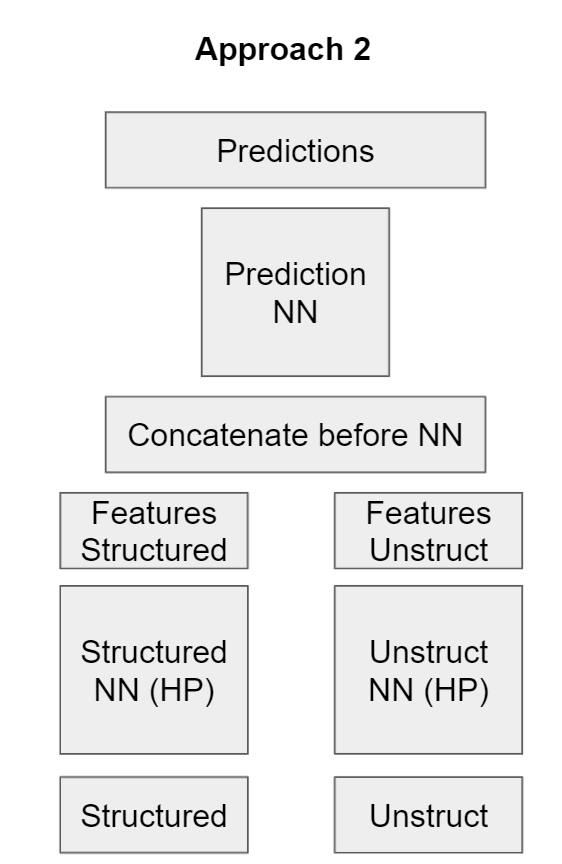 Approach 2
Predictions
Prediction
NN
Concatenate before NN
Features
Structured
Features
Unstruct
Structured
NN (HP)
Unstruct
NN (HP)
Structured
Unstruct